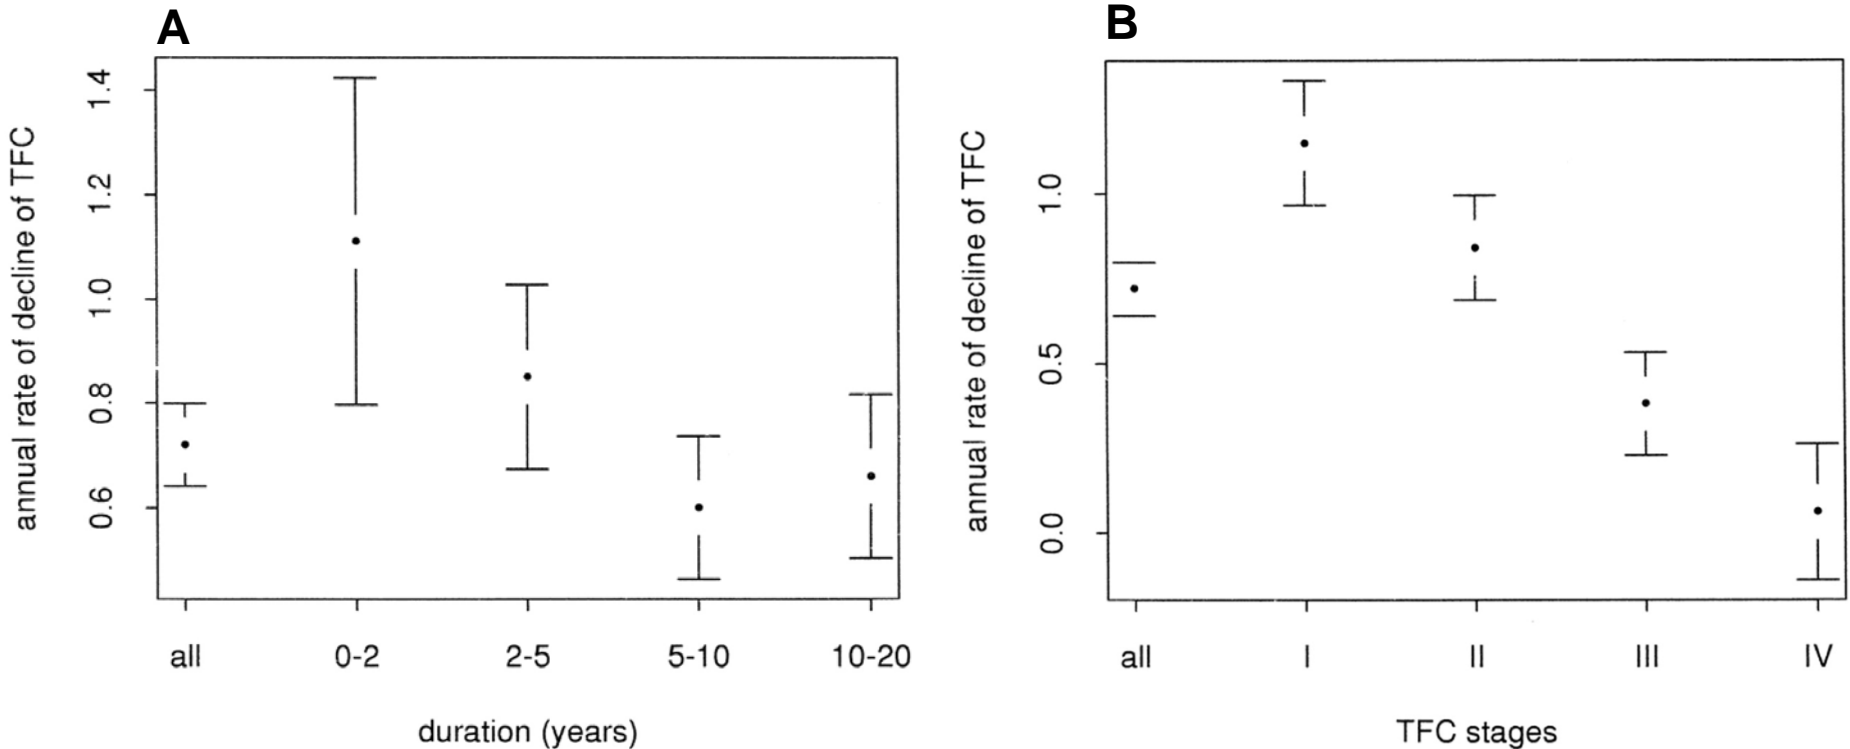 A
annual rate of decline of TFC
1.4
1.2
1.0
0.8
0.6
all 0-2 2-5 5-10 10-20
duration (years)
B
annual rate of decline of TFC
1.0
0.5
0.0
all I II III IV
TFC stages